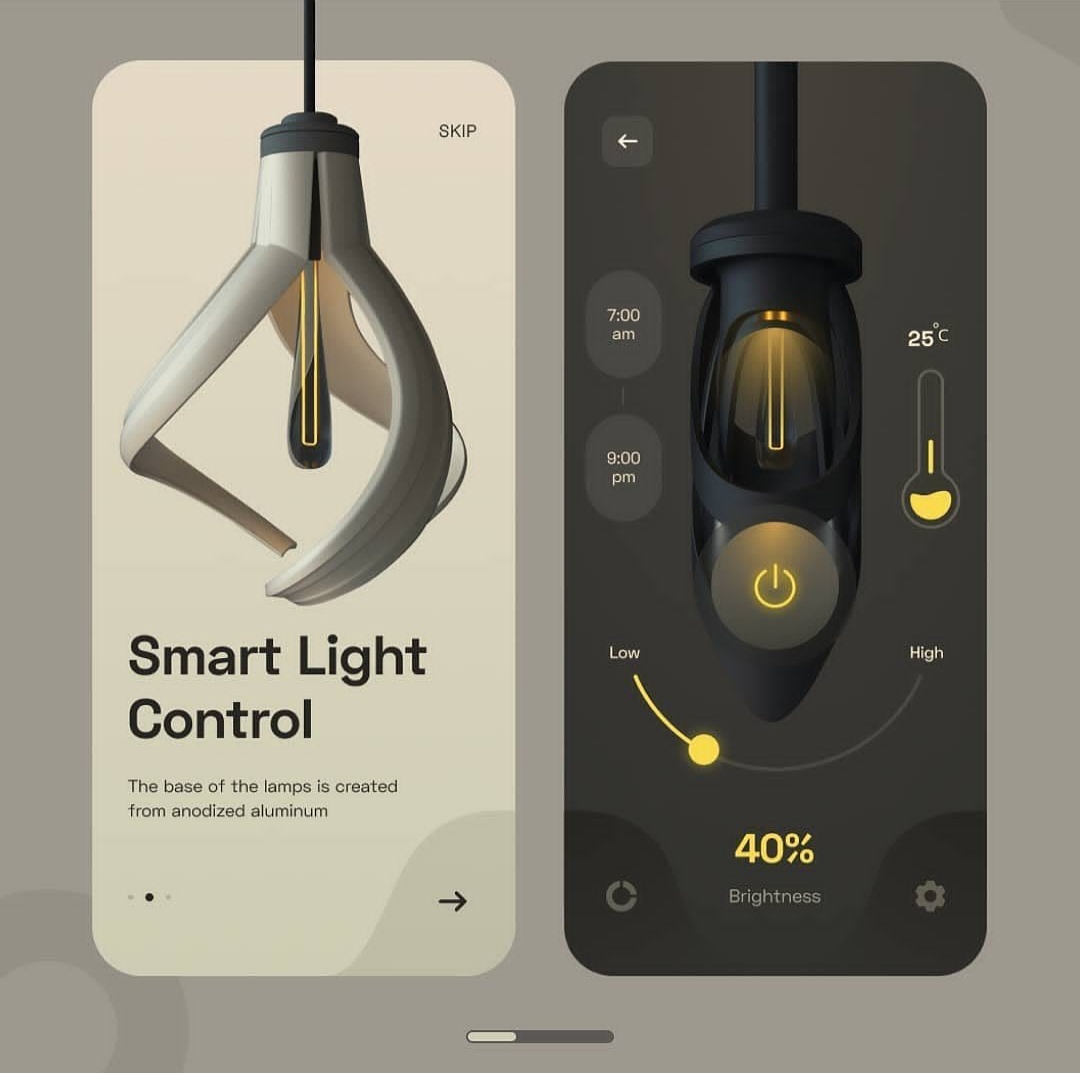 SKIP
Smart Light
Control
The base of the lamps is created
from anodized aluminum
7:00
am
9:00
pm
25°C
Low
High
40%
Brightness